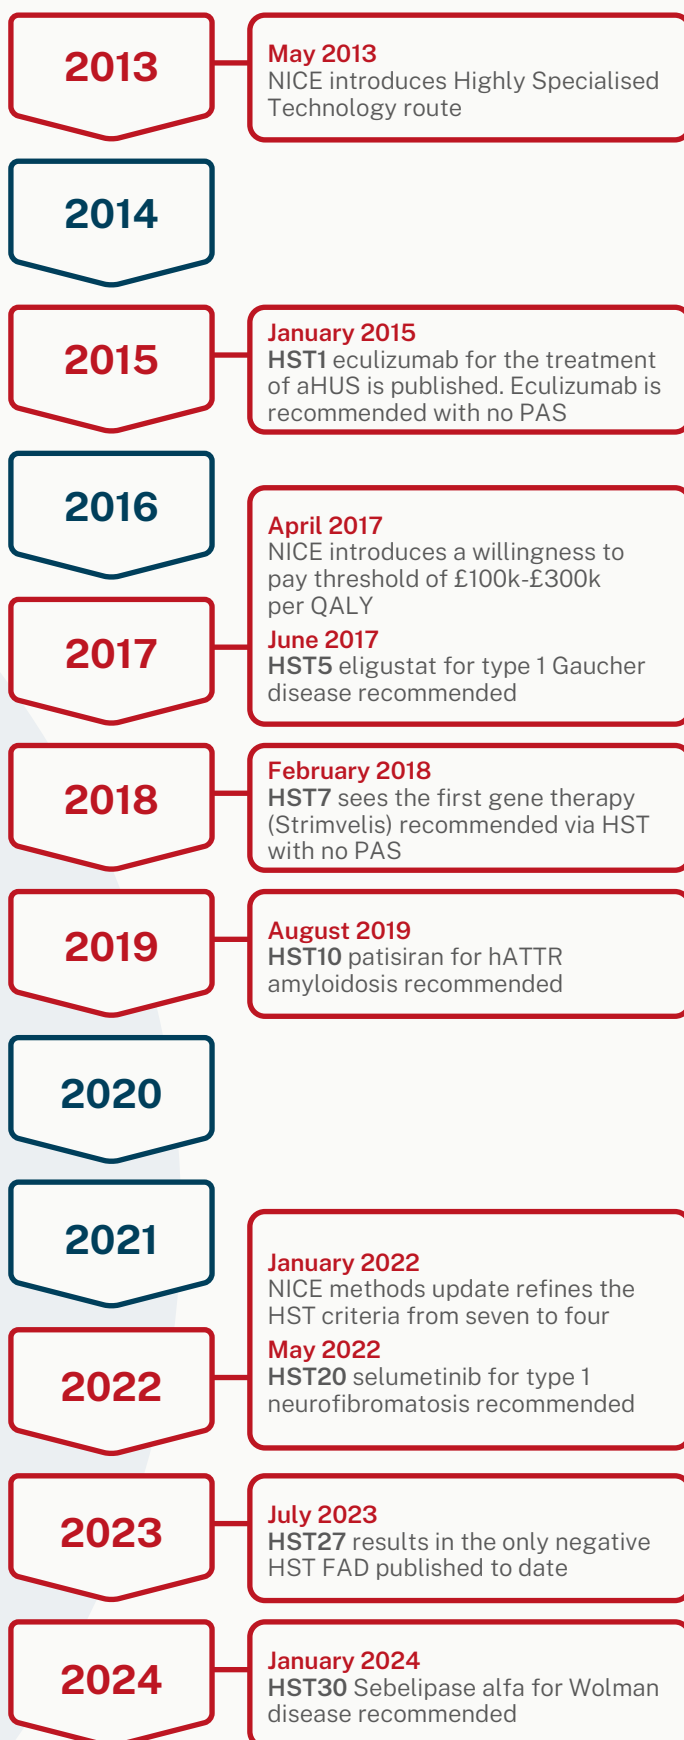 2013
May 2013
NICE introduces Highly Specialised
Technology route
2014
2015
January 2015
HST1 eculizumab for the treatment
of aHUS is published. Eculizumab is
recommended with no PAS
2016
April 2017
NICE introduces a willingness to
pay threshold of £100k-£300k
per QALY
2017
June 2017
HST5 eligustat for type 1 Gaucher
disease recommended
2018
February 2018
HST7 sees the first gene therapy
(Strimvelis) recommended via HST
with no PAS
2019
August 2019
HST10 patisiran for hATTR
amyloidosis recommended
2020
2021
January 2022
NICE methods update refines the
HST criteria from seven to four
2022
May 2022
HST20 selumetinib for type 1
neurofibromatosis recommended
2023
July 2023
HST27 results in the only negative
HST FAD published to date
2024
January 2024
HST30 Sebelipase alfa for Wolman
disease recommended